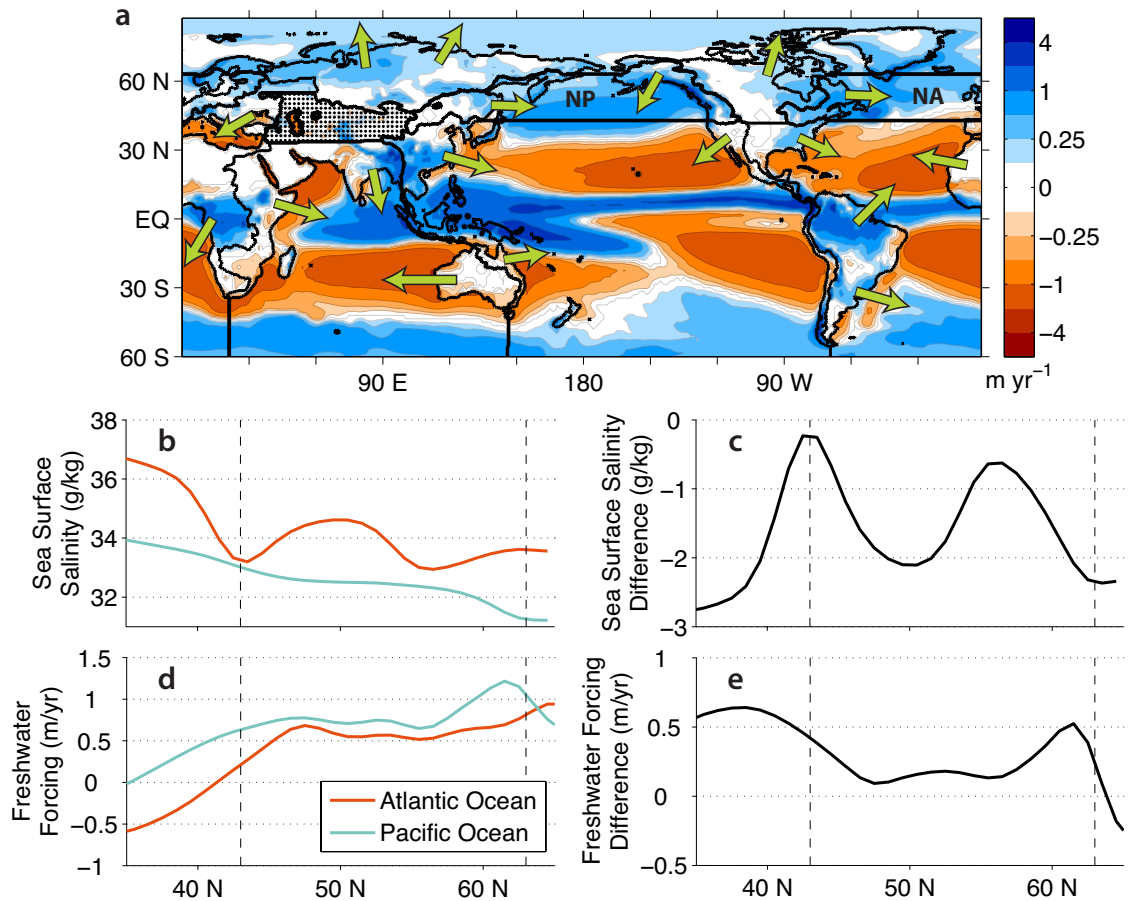 a
60 N
30 N
EQ
30 S
60 S
90 E
180
90 W
NP
NA
4
1
0.25
0
−0.25
−1
−4
m yr−1
b
38
36
34
32
Sea Surface
Salinity (g/kg)
c
0
−1
−2
−3
Sea Surface Salinity
Difference (g/kg)
d
1.5
1
0.5
0
−0.5
−1
Freshwater
Forcing (m/yr)
Atlantic Ocean
Pacific Ocean
40 N
50 N
60 N
e
1
0.5
0
−0.5
Freshwater Forcing
Difference (m/yr)
40 N
50 N
60 N